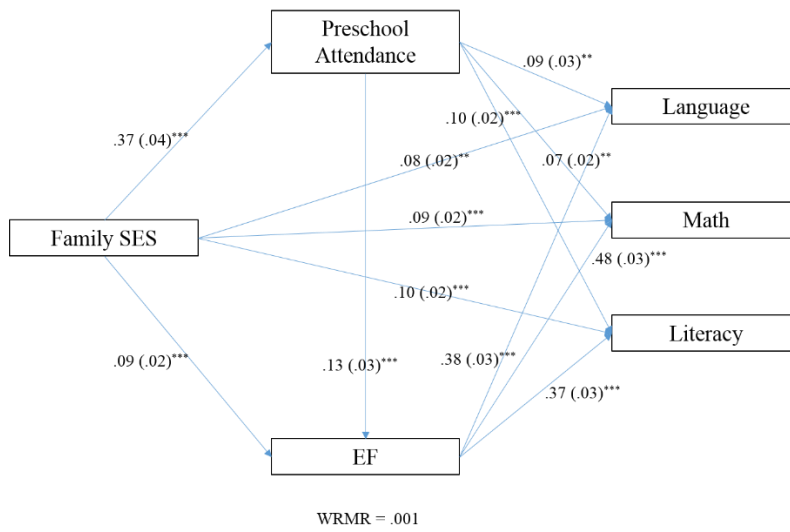 Preschool
Attendance
.09 (.03)**
Language
.10 (.02)***
.37 (.04)***
.08 (.02)**
.07 (.02)**
Family SES
.09 (.02)***
Math
.48 (.03)***
.10 (.02)***
Literacy
.09 (.02)***
.13 (.03)***
.38 (.03)***
.37 (.03)***
EF
WRMR = .001